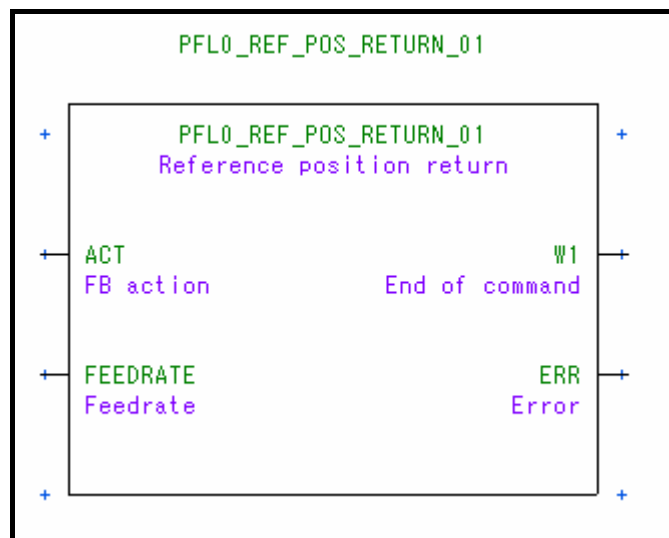 PFL0_REF_POS_RETURN_01
PFL0_REF_POS_RETURN_01
Reference position return
ACT
W1
FB action
End of command
FEEDRATE
ERR
Feedrate
Error